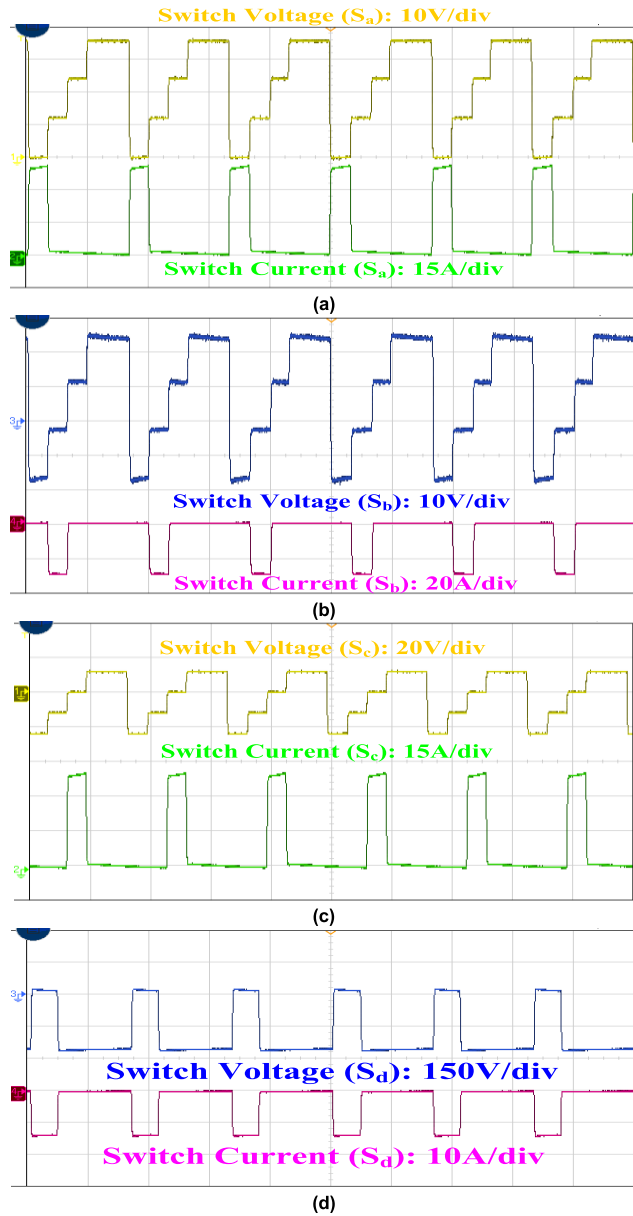 Switch Voltage (Sa): 10V/div
Switch Current (Sa): 15A/div
(a)
3
Switch Voltage (Sb): 10V/div
Switch Current (Sb): 20A/div
(b)
Switch Voltage (Sc): 20V/div
Switch Current (Sc): 15A/div
(c)
3
Switch Voltage (Sd): 150V/div
Switch Current (Sd): 10A/div
(d)